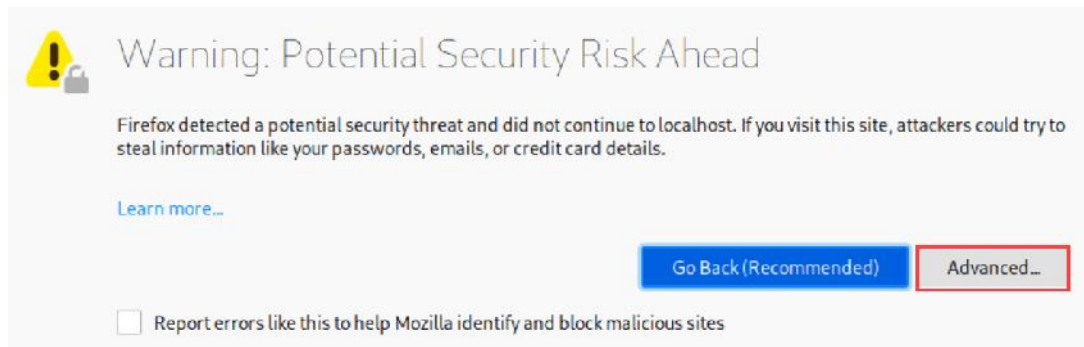 Warning: Potential Security Risk Ahead
Firefox detected a potential security threat and did not continue to localhost. If you visit this site, attackers could try to
steal information like your passwords, emails, or credit card details.
Learn more...
Go Back (Recommended)
Advanced...
Report errors like this to help Mozilla identify and block malicious sites